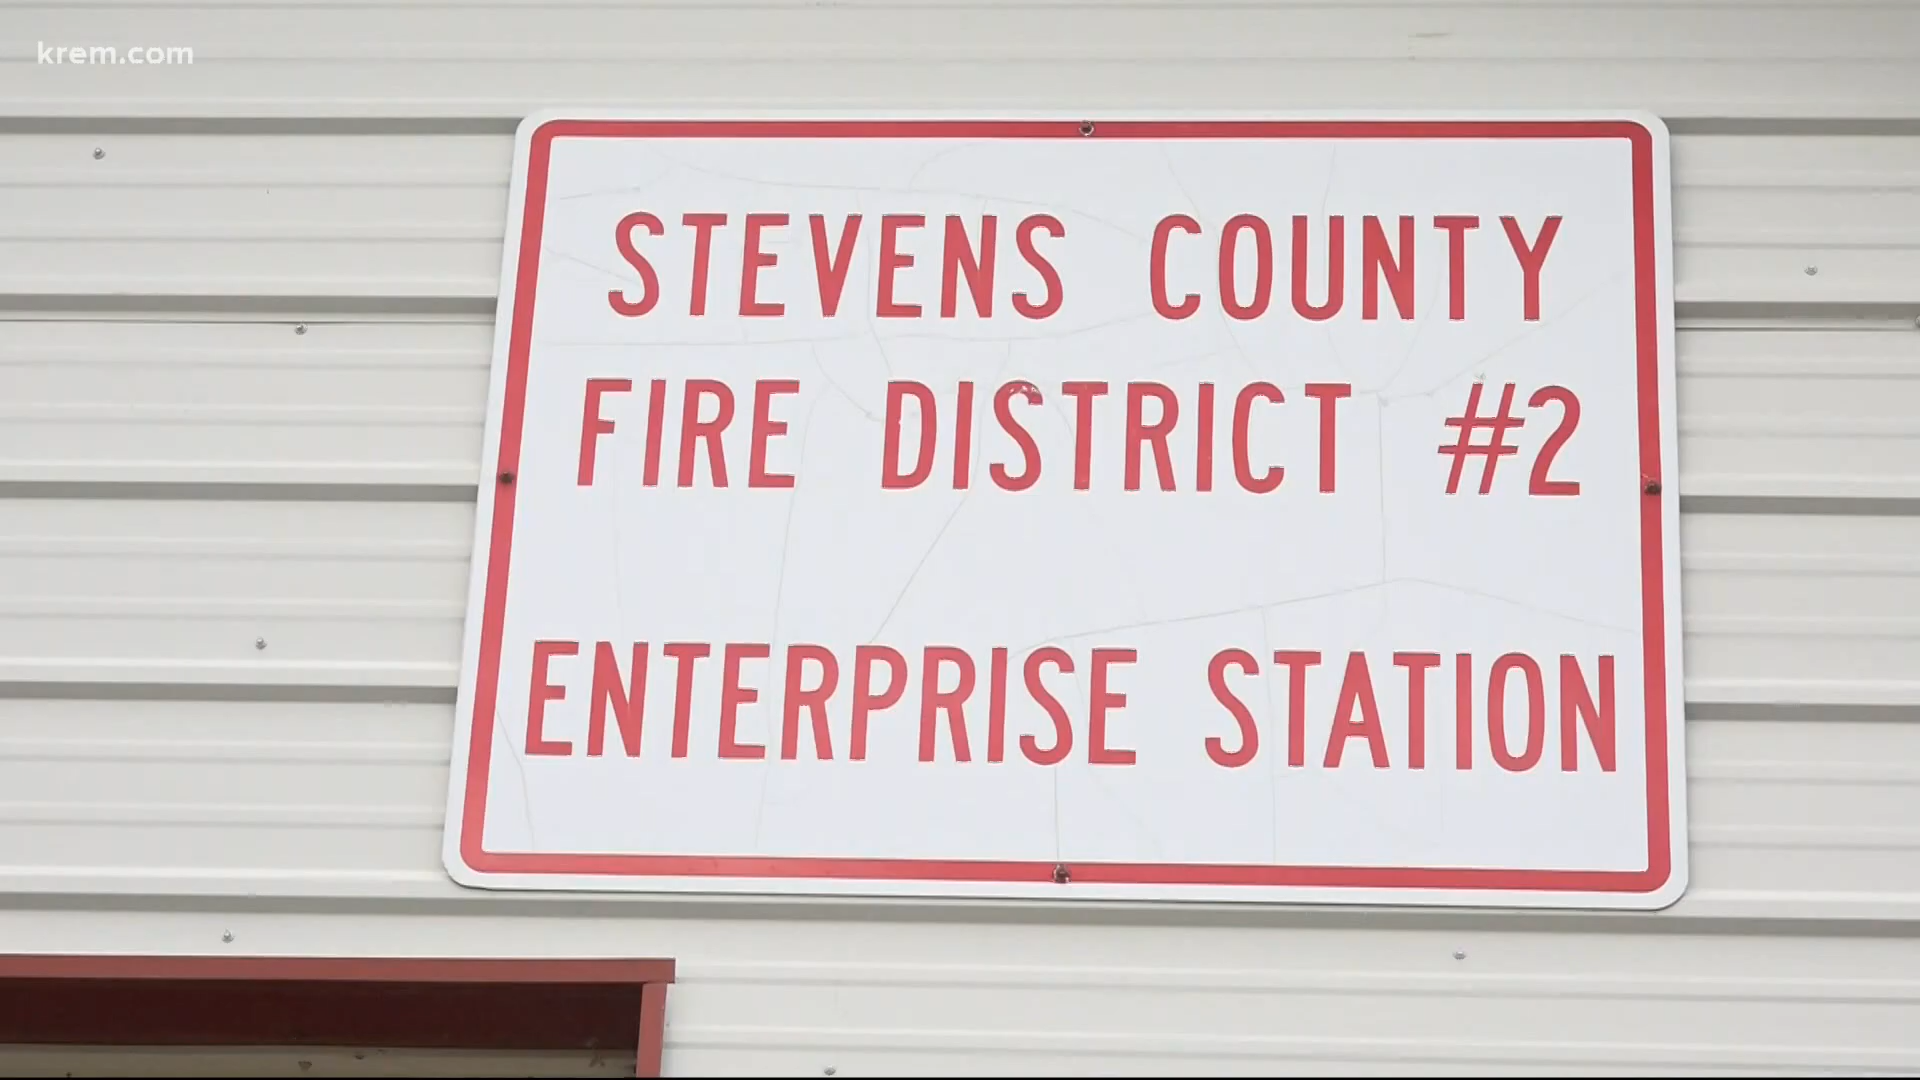 krem.com
STEVENS COUNTY
FIRE DISTRICT #2
ENTERPRISE STATION